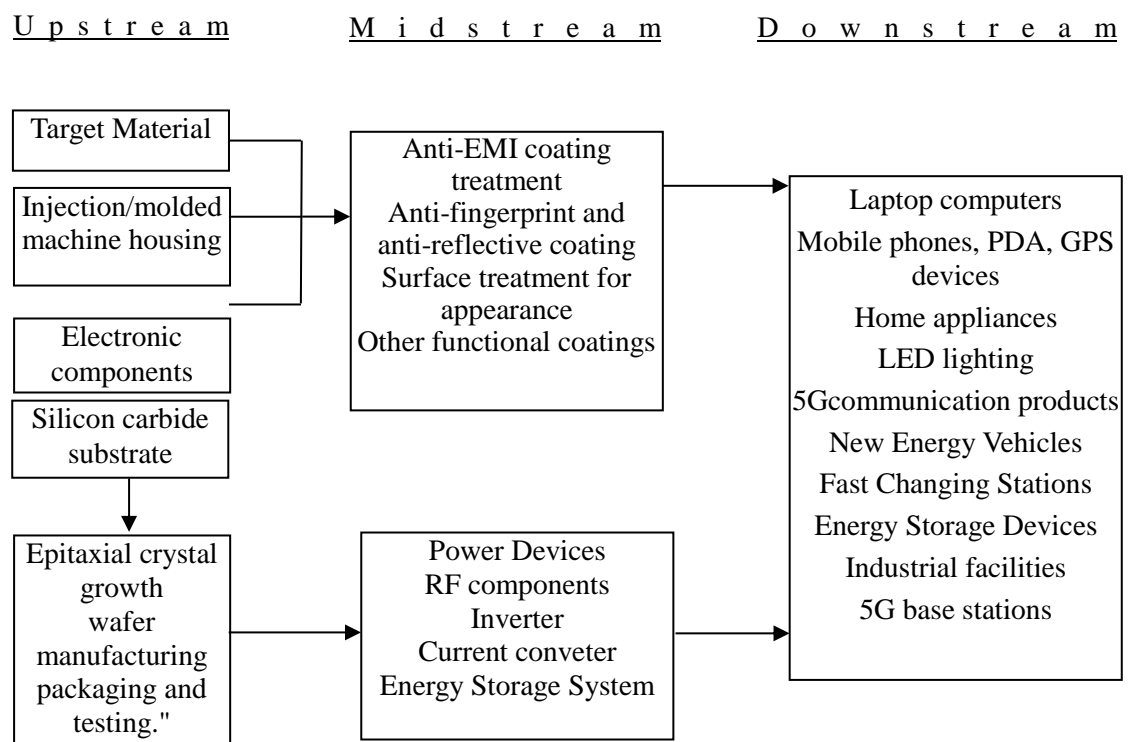 Upstream
Midstream
Downstream
Target Material
Injection/molded
machine housing
Electronic
components
Silicon carbide
substrate
Epitaxial crystal
growth
wafer
manufacturing
packaging and
testing."
Anti-EMI coating
treatment
Anti-fingerprint and
anti-reflective coating
Surface treatment for
appearance
Other functional coatings
Power Devices
RF components
Inverter
Current conveter
Energy Storage System
Laptop computers
Mobile phones, PDA, GPS
devices
Home appliances
LED lighting
5Gcommunication products
New Energy Vehicles
Fast Changing Stations
Energy Storage Devices
Industrial facilities
5G base stations